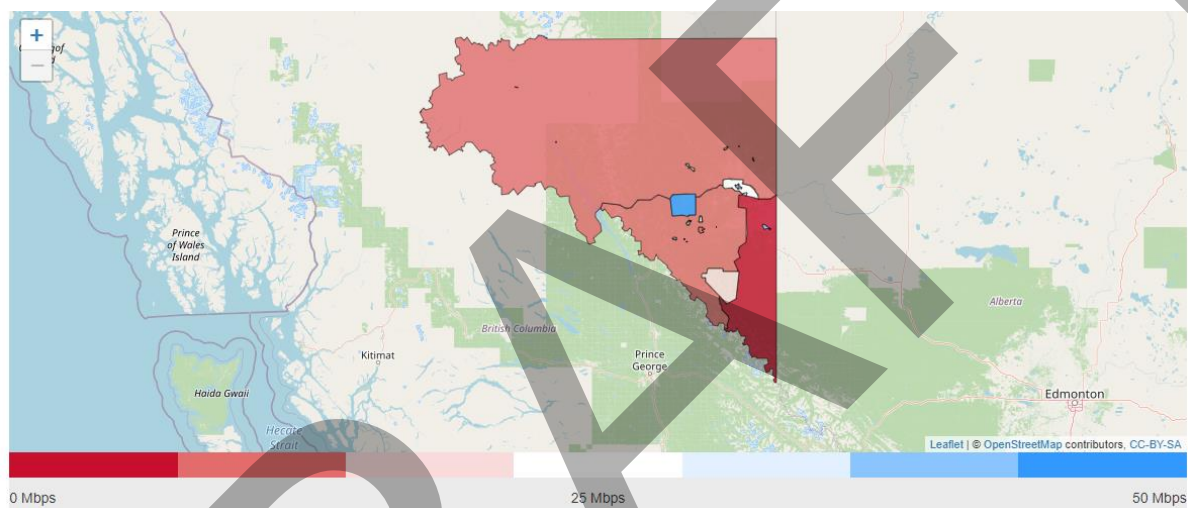 +
−
Prince
of Wales
Island
Haida Gwaii
Hecate
Strait
Kitimat
British Columbia
Prince
George
Alberta
Edmonton
Leaflet | © OpenStreetMap contributors, CC-BY-SA
0 Mbps
25 Mbps
50 Mbps